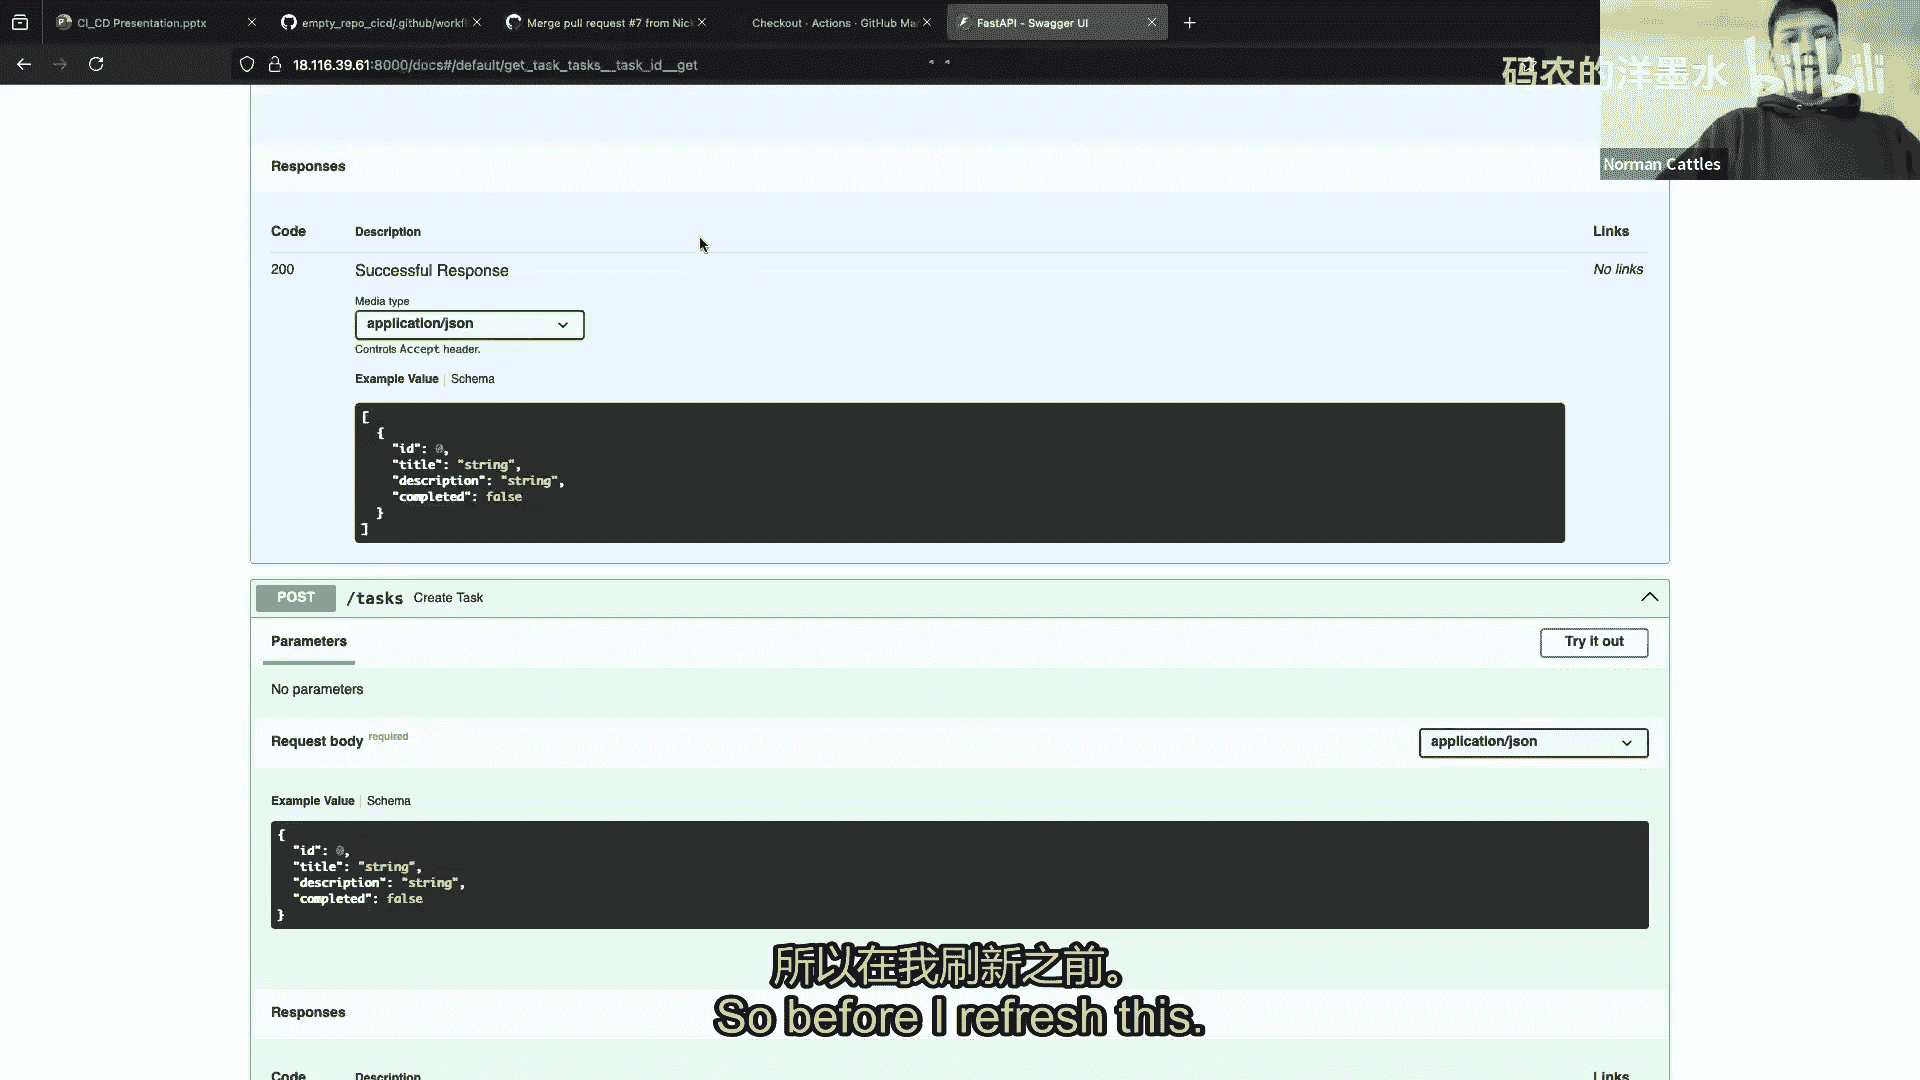 CI_CD Presentation.pptx
empty_repo_cicd/.github/workfl
Merge pull request #7 from Nick
Checkout · Actions · GitHub Mar
FastAPI - Swagger UI
18.116.39.61:8000/docs#/default/get_task_tasks__task_id__get
码农的洋墨水 bilibili
Norman Cattles
Responses
Code Description Links
200 Successful Response No links
Media type
application/json
Controls Accept header.
Example Value | Schema
[
{
"id": 0,
"title": "string",
"description": "string",
"completed": false
}
]
POST /tasks Create Task
Parameters Try it out
No parameters
Request body required application/json
Example Value | Schema
{
"id": 0,
"title": "string",
"description": "string",
"completed": false
}
所以在我刷新之前。
So before I refresh this.
Responses
Code Description Links